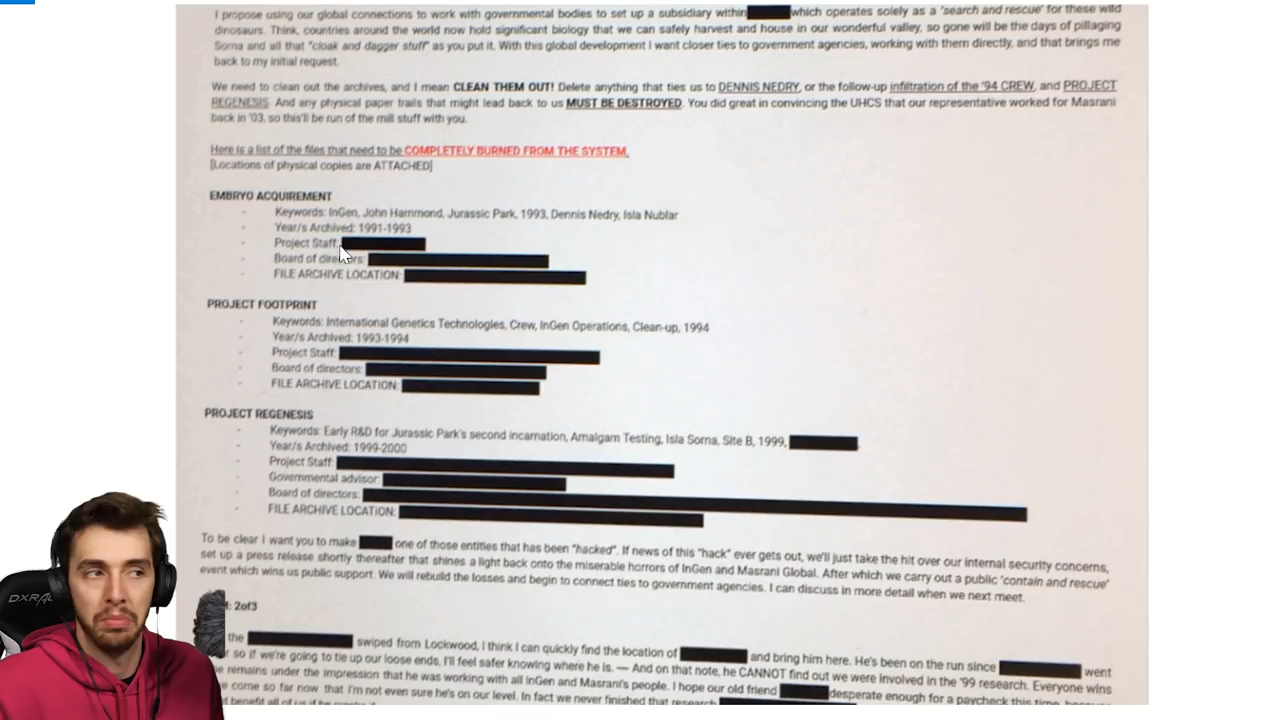 I propose using our global connections to work with governmental bodies to set up a subsidiary within which operates solely as a 'search and rescue' for these wild
dinosaurs. Think, countries around the world now hold significant biology that we can safely harvest and house in our wonderful valley, so gone will be the days of pillaging
Sorna and all that "cloak and dagger stuff" as you put it. With this global development I want closer ties to government agencies, working with them directly, and that brings me
back to my initial request.
We need to clean out the archives, and I mean CLEAN THEM OUT! Delete anything that ties us to DENNIS NEDRY, or the follow-up infiltration of the '94 CREW, and PROJECT
REGENESIS. And any physical paper trails that might lead back to us MUST BE DESTROYED. You did great in convincing the UHCS that our representative worked for Masrani
back in '03, so this'll be run of the mill stuff with you.
Here is a list of the files that need to be COMPLETELY BURNED FROM THE SYSTEM.
[Locations of physical copies are ATTACHED]
EMBRYO ACQUIREMENT
- Keywords: InGen, John Hammond, Jurassic Park, 1993, Dennis Nedry, Isla Nublar
- Year/s Archived: 1991-1993
- Project Staff:
- Board of directors:
- FILE ARCHIVE LOCATION:
PROJECT FOOTPRINT
- Keywords: International Genetics Technologies, Crew, InGen Operations, Clean-up, 1994
- Year/s Archived: 1993-1994
- Project Staff:
- Board of directors:
- FILE ARCHIVE LOCATION:
PROJECT REGENESIS
- Keywords: Early R&D for Jurassic Park's second incarnation, Amalgam Testing, Isla Sorna, Site B, 1999,
- Year/s Archived: 1999-2000
- Project Staff:
- Governmental advisor:
- Board of directors:
- FILE ARCHIVE LOCATION:
To be clear I want you to make one of those entities that has been "hacked". If news of this "hack" ever gets out, we'll just take the hit over our internal security concerns,
set up a press release shortly thereafter that shines a light back onto the miserable horrors of InGen and Masrani Global. After which we carry out a public 'contain and rescue'
event which wins us public support. We will rebuild the losses and begin to connect ties to government agencies. I can discuss in more detail when we next meet.
2of3
the swiped from Lockwood, I think I can quickly find the location of and bring him here. He's been on the run since went
so if we're going to tie up our loose ends, I'll feel safer knowing where he is. — And on that note, he CANNOT find out we were involved in the '99 research. Everyone wins
remains under the impression that he was working with all InGen and Masrani's people. I hope our old friend desperate enough for a paycheck this time, because
come so far now that I'm not even sure he's on our level. In fact we never finished that research
benefit all of us if he
DXRACER